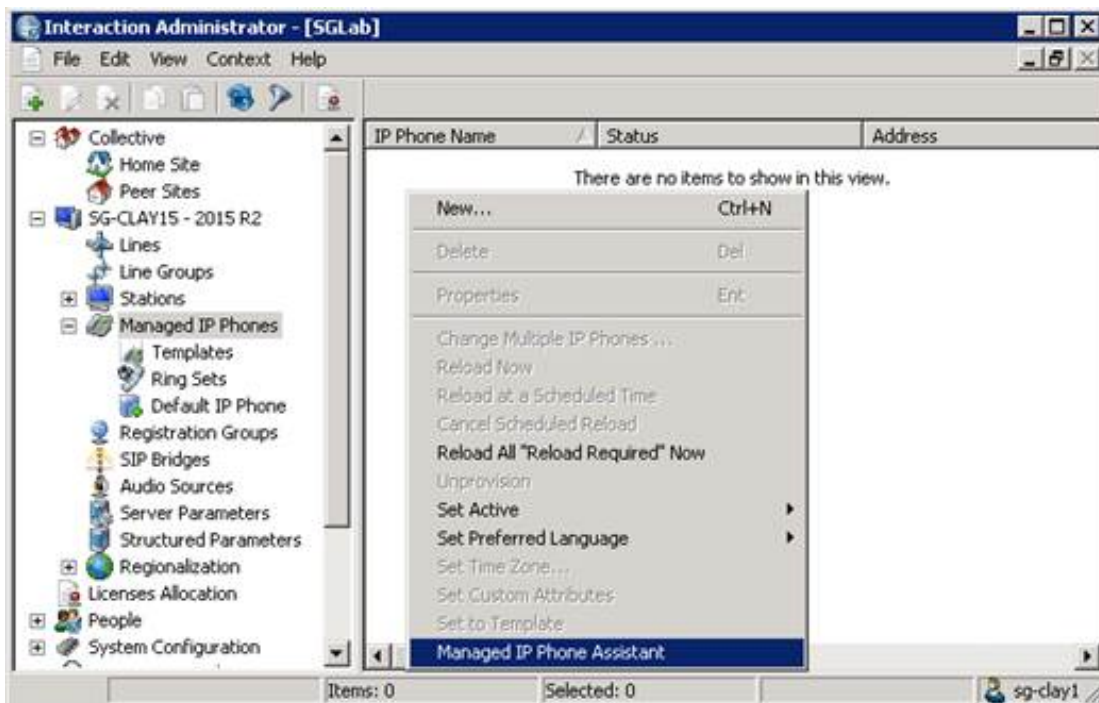 Interaction Administrator - [SGLab]
File Edit View Context Help
IP Phone Name Status Address
There are no items to show in this view.
Collective
Home Site
Peer Sites
SG-CLAY15 - 2015 R2
Lines
Line Groups
Stations
Managed IP Phones
Templates
Ring Sets
Default IP Phone
Registration Groups
SIP Bridges
Audio Sources
Server Parameters
Structured Parameters
Regionalization
Licenses Allocation
People
System Configuration
New... Ctrl+N
Delete Del
Properties Ent
Change Multiple IP Phones ...
Reload Now
Reload at a Scheduled Time
Cancel Scheduled Reload
Reload All "Reload Required" Now
Unprovision
Set Active
Set Preferred Language
Set Time Zone...
Set Custom Attributes
Set to Template
Managed IP Phone Assistant
Items: 0 Selected: 0 sg-clay1